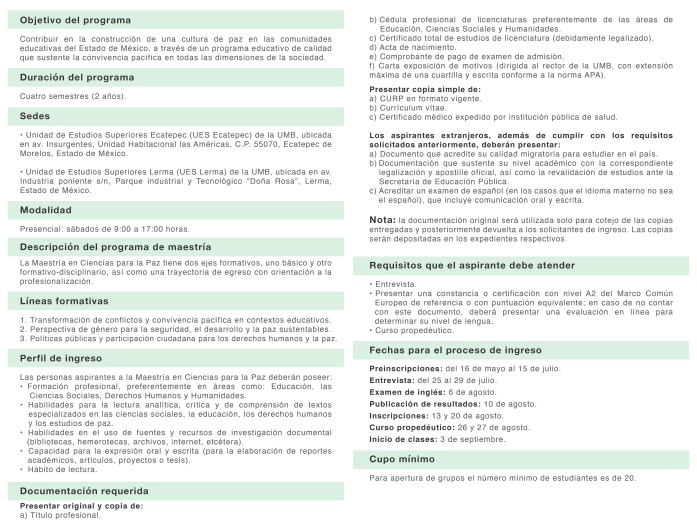 Objetivo del programa
Contribuir en la construcción de una cultura de paz en las comunidades
educativas del Estado de México, a través de un programa educativo de calidad
que sustente la convivencia pacífica en todas las dimensiones de la sociedad.
Duración del programa
Cuatro semestres (2 años).
Sedes
• Unidad de Estudios Superiores Ecatepec (UES Ecatepec) de la UMB, ubicada
en av. Insurgentes, Unidad Habitacional las Américas, C.P. 55070, Ecatepec de
Morelos, Estado de México.
• Unidad de Estudios Superiores Lerma (UES Lerma) de la UMB, ubicada en av.
Industria poniente s/n, Parque industrial y Tecnológico “Doña Rosa”, Lerma,
Estado de México.
Modalidad
Presencial: sábados de 9:00 a 17:00 horas.
Descripción del programa de maestría
La Maestría en Ciencias para la Paz tiene dos ejes formativos, uno básico y otro
formativo-disciplinario, así como una trayectoria de egreso con orientación a la
profesionalización.
Líneas formativas
1. Transformación de conflictos y convivencia pacífica en contextos educativos.
2. Perspectiva de género para la seguridad, el desarrollo y la paz sustentables.
3. Políticas públicas y participación ciudadana para los derechos humanos y la paz.
Perfil de ingreso
Las personas aspirantes a la Maestría en Ciencias para la Paz deberán poseer:
• Formación profesional, preferentemente en áreas como: Educación, las
Ciencias Sociales, Derechos Humanos y Humanidades.
• Habilidades para la lectura analítica, crítica y de comprensión de textos
especializados en las ciencias sociales, la educación, los derechos humanos
y los estudios de paz.
• Habilidades en el uso de fuentes y recursos de investigación documental
(bibliotecas, hemerotecas, archivos, internet, etcétera).
• Capacidad para la expresión oral y escrita (para la elaboración de reportes
académicos, artículos, proyectos o tesis).
• Hábito de lectura.
Documentación requerida
Presentar original y copia de:
a) Título profesional.
b) Cédula profesional de licenciaturas preferentemente de las áreas de
Educación, Ciencias Sociales y Humanidades.
c) Certificado total de estudios de licenciatura (debidamente legalizado).
d) Acta de nacimiento.
e) Comprobante de pago de examen de admisión.
f) Carta exposición de motivos (dirigida al rector de la UMB, con extensión
máxima de una cuartilla y escrita conforme a la norma APA).
Presentar copia simple de:
a) CURP en formato vigente.
b) Currículum vítae.
c) Certificado médico expedido por institución pública de salud.
Los aspirantes extranjeros, además de cumplir con los requisitos
solicitados anteriormente, deberán presentar:
a) Documento que acredite su calidad migratoria para estudiar en el país.
b) Documentación que sustente su nivel académico con la correspondiente
legalización y apostille oficial, así como la revalidación de estudios ante la
Secretaría de Educación Pública.
c) Acreditar un examen de español (en los casos que el idioma materno no sea
el español), que incluye comunicación oral y escrita.
Nota: la documentación original será utilizada solo para cotejo de las copias
entregadas y posteriormente devuelta a los solicitantes de ingreso. Las copias
serán depositadas en los expedientes respectivos.
Requisitos que el aspirante debe atender
• Entrevista.
• Presentar una constancia o certificación con nivel A2 del Marco Común
Europeo de referencia o con puntuación equivalente; en caso de no contar
con este documento, deberá presentar una evaluación en línea para
determinar su nivel de lengua.
• Curso propedéutico.
Fechas para el proceso de ingreso
Preinscripciones: del 16 de mayo al 15 de julio.
Entrevista: del 25 al 29 de julio.
Examen de inglés: 6 de agosto.
Publicación de resultados: 10 de agosto.
Inscripciones: 13 y 20 de agosto.
Curso propedéutico: 26 y 27 de agosto.
Inicio de clases: 3 de septiembre.
Cupo mínimo
Para apertura de grupos el número mínimo de estudiantes es de 20.